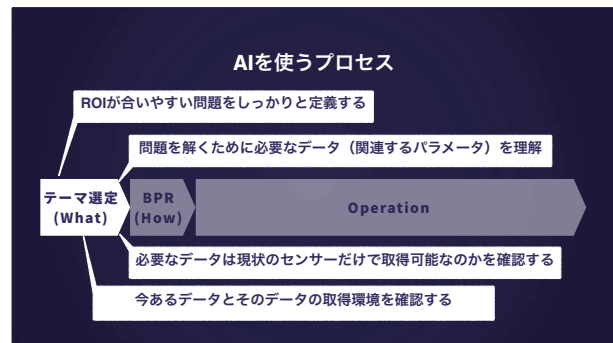 AIを使うプロセス
ROIが合いやすい問題をしっかりと定義する
問題を解くために必要なデータ（関連するパラメータ）を理解
テーマ選定
(What)
BPR
(How)
Operation
必要なデータは現状のセンサーだけで取得可能なのかを確認する
今あるデータとそのデータの取得環境を確認する